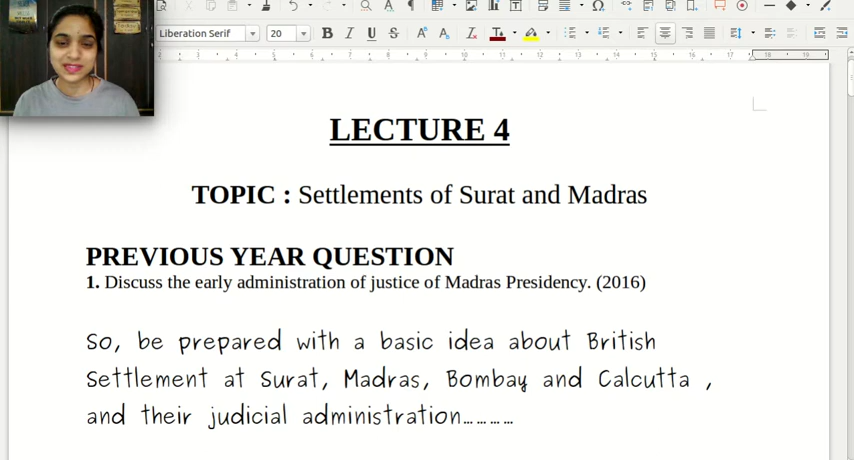 Liberation Serif 20
LECTURE 4
TOPIC : Settlements of Surat and Madras
PREVIOUS YEAR QUESTION
1. Discuss the early administration of justice of Madras Presidency. (2016)
So, be prepared with a basic idea about British
Settlement at Surat, Madras, Bombay and Calcutta ,
and their judicial administration............